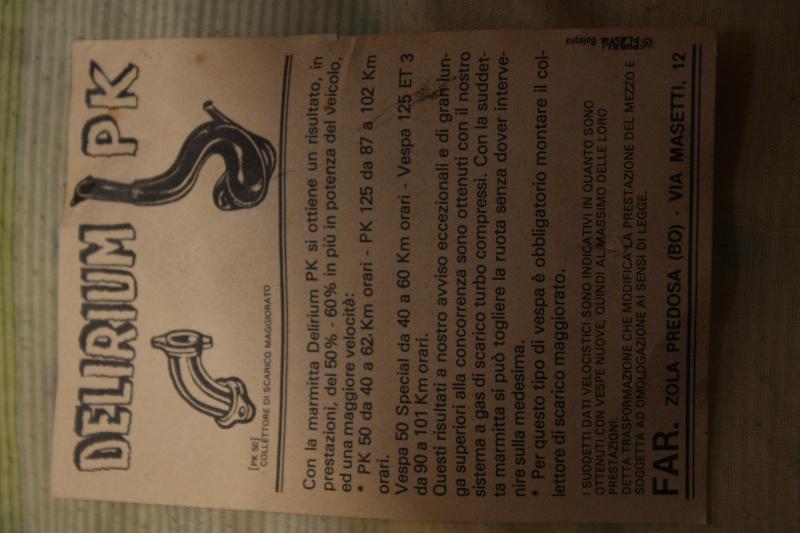 DELIRIUM PK
[PK 50]
COLLETTORE DI SCARICO MAGGIORATO
Con la marmitta Delirium PK si ottiene un risultato, in
prestazioni, del 50% - 60% in più in potenza del Veicolo,
ed una maggiore velocità:
* PK 50 da 40 a 62 Km orari - PK 125 da 87 a 102 Km
orari.
Vespa 50 Special da 40 a 60 Km orari - Vespa 125 ET 3
da 90 a 101 Km orari.
Questi risultati a nostro avviso eccezionali e di gran lun-
ga superiori alla concorrenza sono ottenuti con il nostro
sistema a gas di scarico turbo compressi. Con la suddet-
ta marmitta si può togliere la ruota senza dover interve-
nire sulla medesima.
* Per questo tipo di vespa è obbligatorio montare il col-
lettore di scarico maggiorato.
I SUDDETTI DATI VELOCISTICI SONO INDICATIVI IN QUANTO SONO
OTTENUTI CON VESPE NUOVE, QUINDI AL MASSIMO DELLE LORO
PRESTAZIONI.
DETTA TRASFORMAZIONE CHE MODIFICA LA PRESTAZIONE DEL MEZZO E
SOGGETTA AD OMOLOGAZIONE AI SENSI DI LEGGE.
FAR. ZOLA PREDOSA (BO) - VIA MASETTI, 12
Bologna